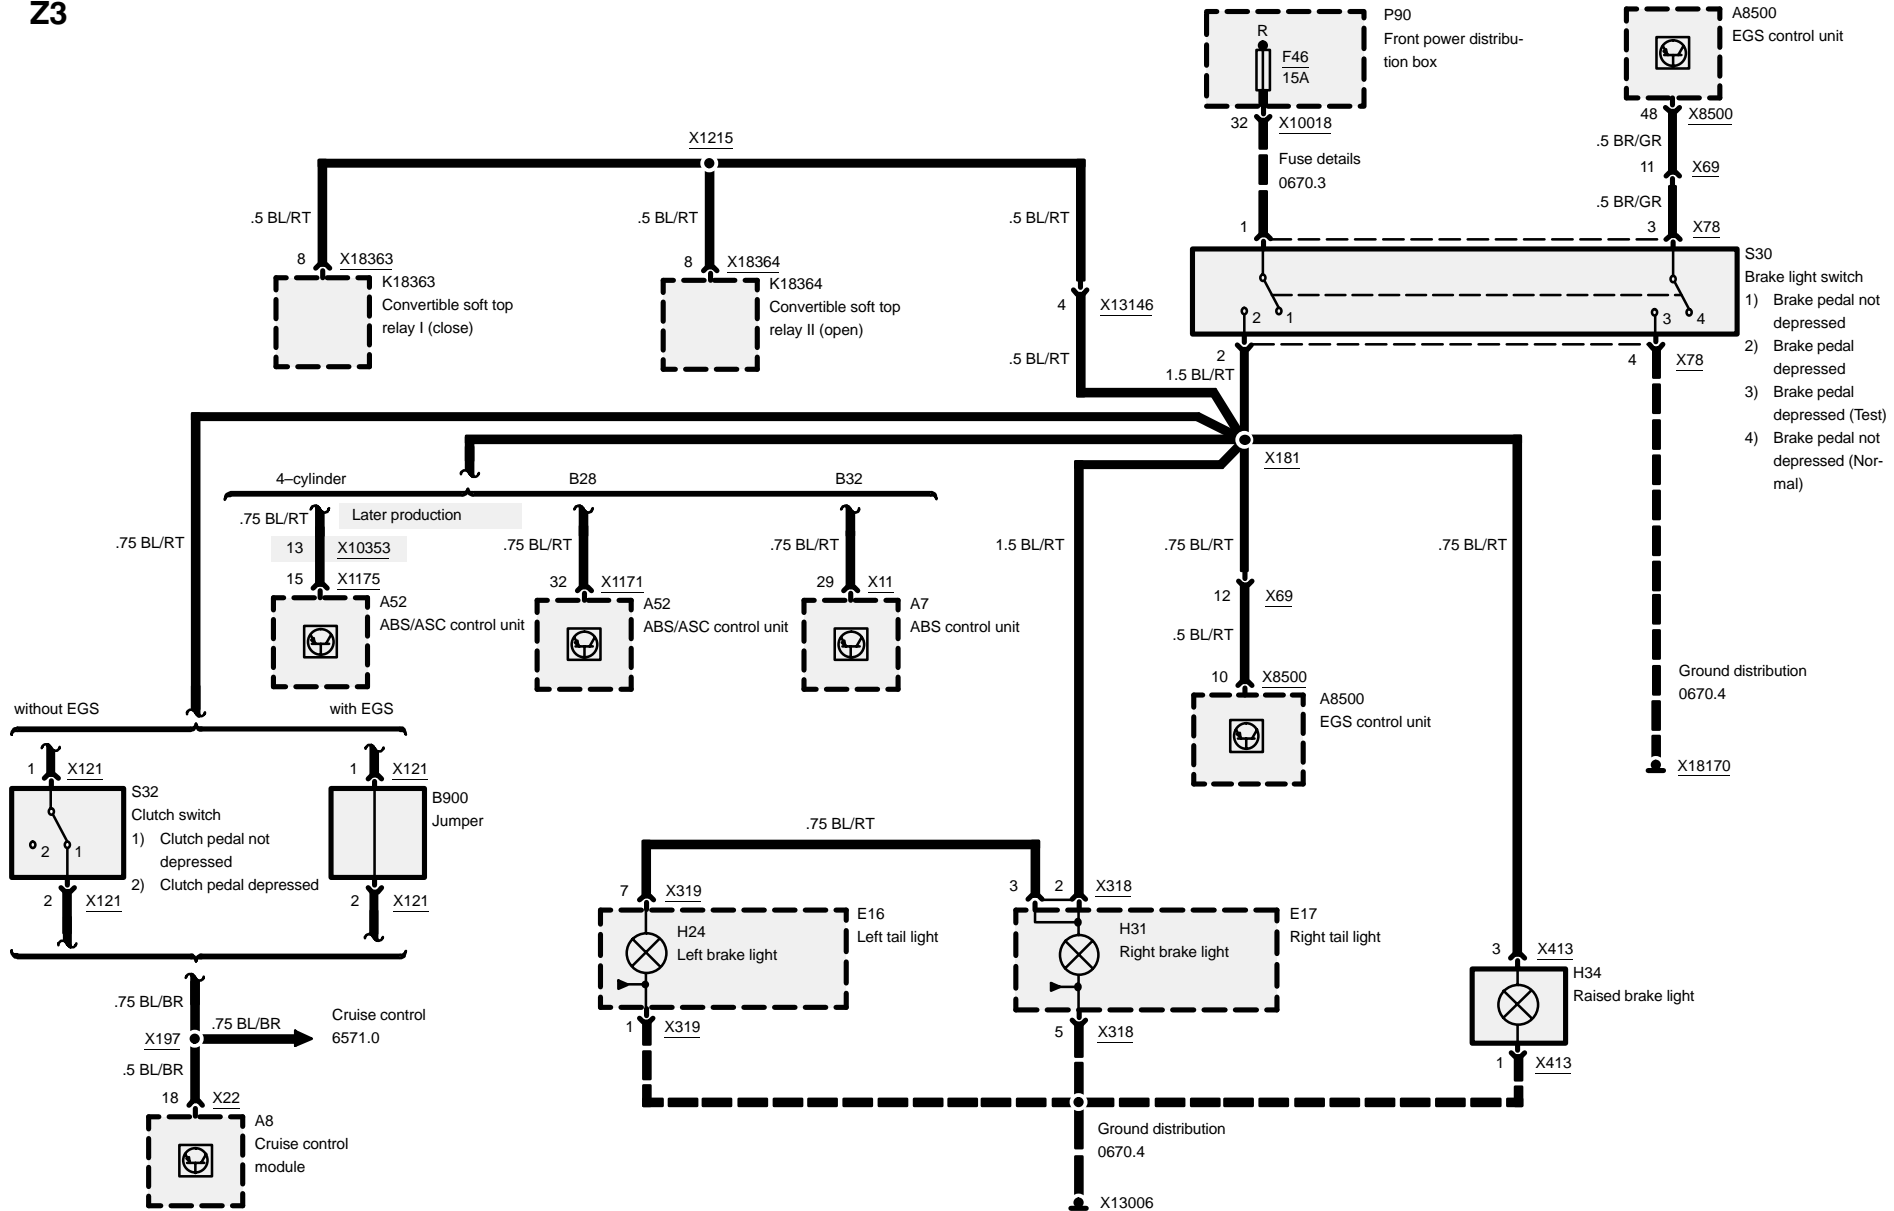 Z3
P90
Front power distribu-
tion box
R
F46
15A
32 X10018
Fuse details
0670.3
A8500
EGS control unit
48 X8500
.5 BR/GR
11 X69
.5 BR/GR
1
3 X78
S30
Brake light switch
1) Brake pedal not
depressed
2) Brake pedal
depressed
3) Brake pedal
depressed (Test)
4) Brake pedal not
depressed (Nor-
mal)
2 1
3 4
2
4 X78
1.5 BL/RT
X1215
.5 BL/RT
.5 BL/RT
.5 BL/RT
8 X18363
K18363
Convertible soft top
relay I (close)
8 X18364
K18364
Convertible soft top
relay II (open)
4 X13146
.5 BL/RT
X181
4–cylinder
B28
B32
.75 BL/RT
Later production
13 X10353
15 X1175
A52
ABS/ASC control unit
.75 BL/RT
32 X1171
A52
ABS/ASC control unit
.75 BL/RT
29 X11
A7
ABS control unit
.75 BL/RT
1.5 BL/RT
.75 BL/RT
.75 BL/RT
12 X69
.5 BL/RT
10 X8500
A8500
EGS control unit
Ground distribution
0670.4
X18170
without EGS
with EGS
1 X121
1 X121
S32
Clutch switch
1) Clutch pedal not
depressed
2) Clutch pedal depressed
2 1
B900
Jumper
2 X121
2 X121
.75 BL/BR
X197
.75 BL/BR
Cruise control
6571.0
.5 BL/BR
18 X22
A8
Cruise control
module
.75 BL/RT
7 X319
E16
Left tail light
H24
Left brake light
1 X319
3 2 X318
E17
Right tail light
H31
Right brake light
5 X318
3 X413
H34
Raised brake light
1 X413
Ground distribution
0670.4
X13006